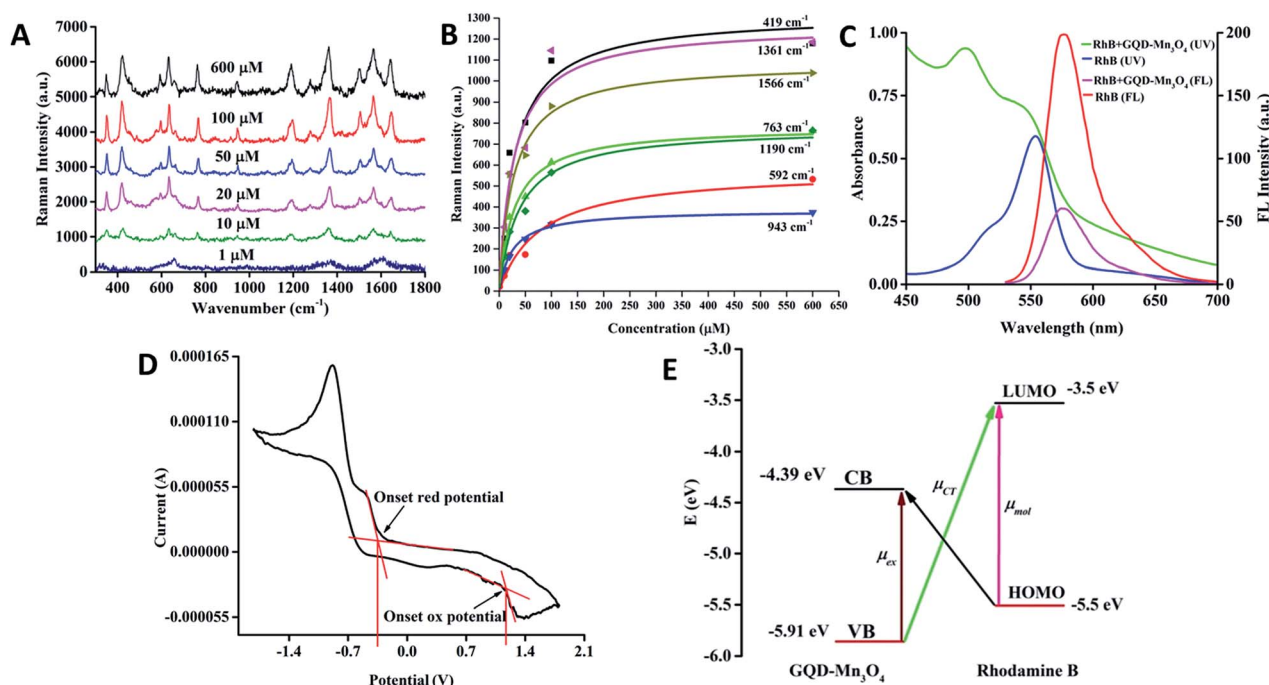 A
600 µM
100 µM
50 µM
20 µM
10 µM
1 µM
Raman Intensity (a.u.)
7000
6000
5000
4000
3000
2000
1000
0
400 600 800 1000 1200 1400 1600 1800
Wavenumber (cm⁻¹)
B
419 cm⁻¹
1361 cm⁻¹
1566 cm⁻¹
763 cm⁻¹
1190 cm⁻¹
592 cm⁻¹
943 cm⁻¹
Raman Intensity (a.u.)
1300
1200
1100
1000
900
800
700
600
500
400
300
200
100
0
0 50 100 150 200 250 300 350 400 450 500 550 600 650
Concentration (µM)
C
RhB+GQD-Mn₃O₄ (UV)
RhB (UV)
RhB+GQD-Mn₃O₄ (FL)
RhB (FL)
Absorbance
1.00
0.75
0.50
0.25
0.00
FL Intensity (a.u.)
200
150
100
50
0
450 500 550 600 650 700
Wavelength (nm)
D
Onset red potential
Onset ox potential
Current (A)
0.000165
0.000110
0.000055
0.000000
-0.000055
-1.4 -0.7 0.0 0.7 1.4 2.1
Potential (V)
E
E (eV)
-3.0
-3.5
-4.0
-4.5
-5.0
-5.5
-6.0
LUMO -3.5 eV
-4.39 eV CB
μCT
μmol
μex
HOMO -5.5 eV
-5.91 eV VB
GQD-Mn₃O₄ Rhodamine B